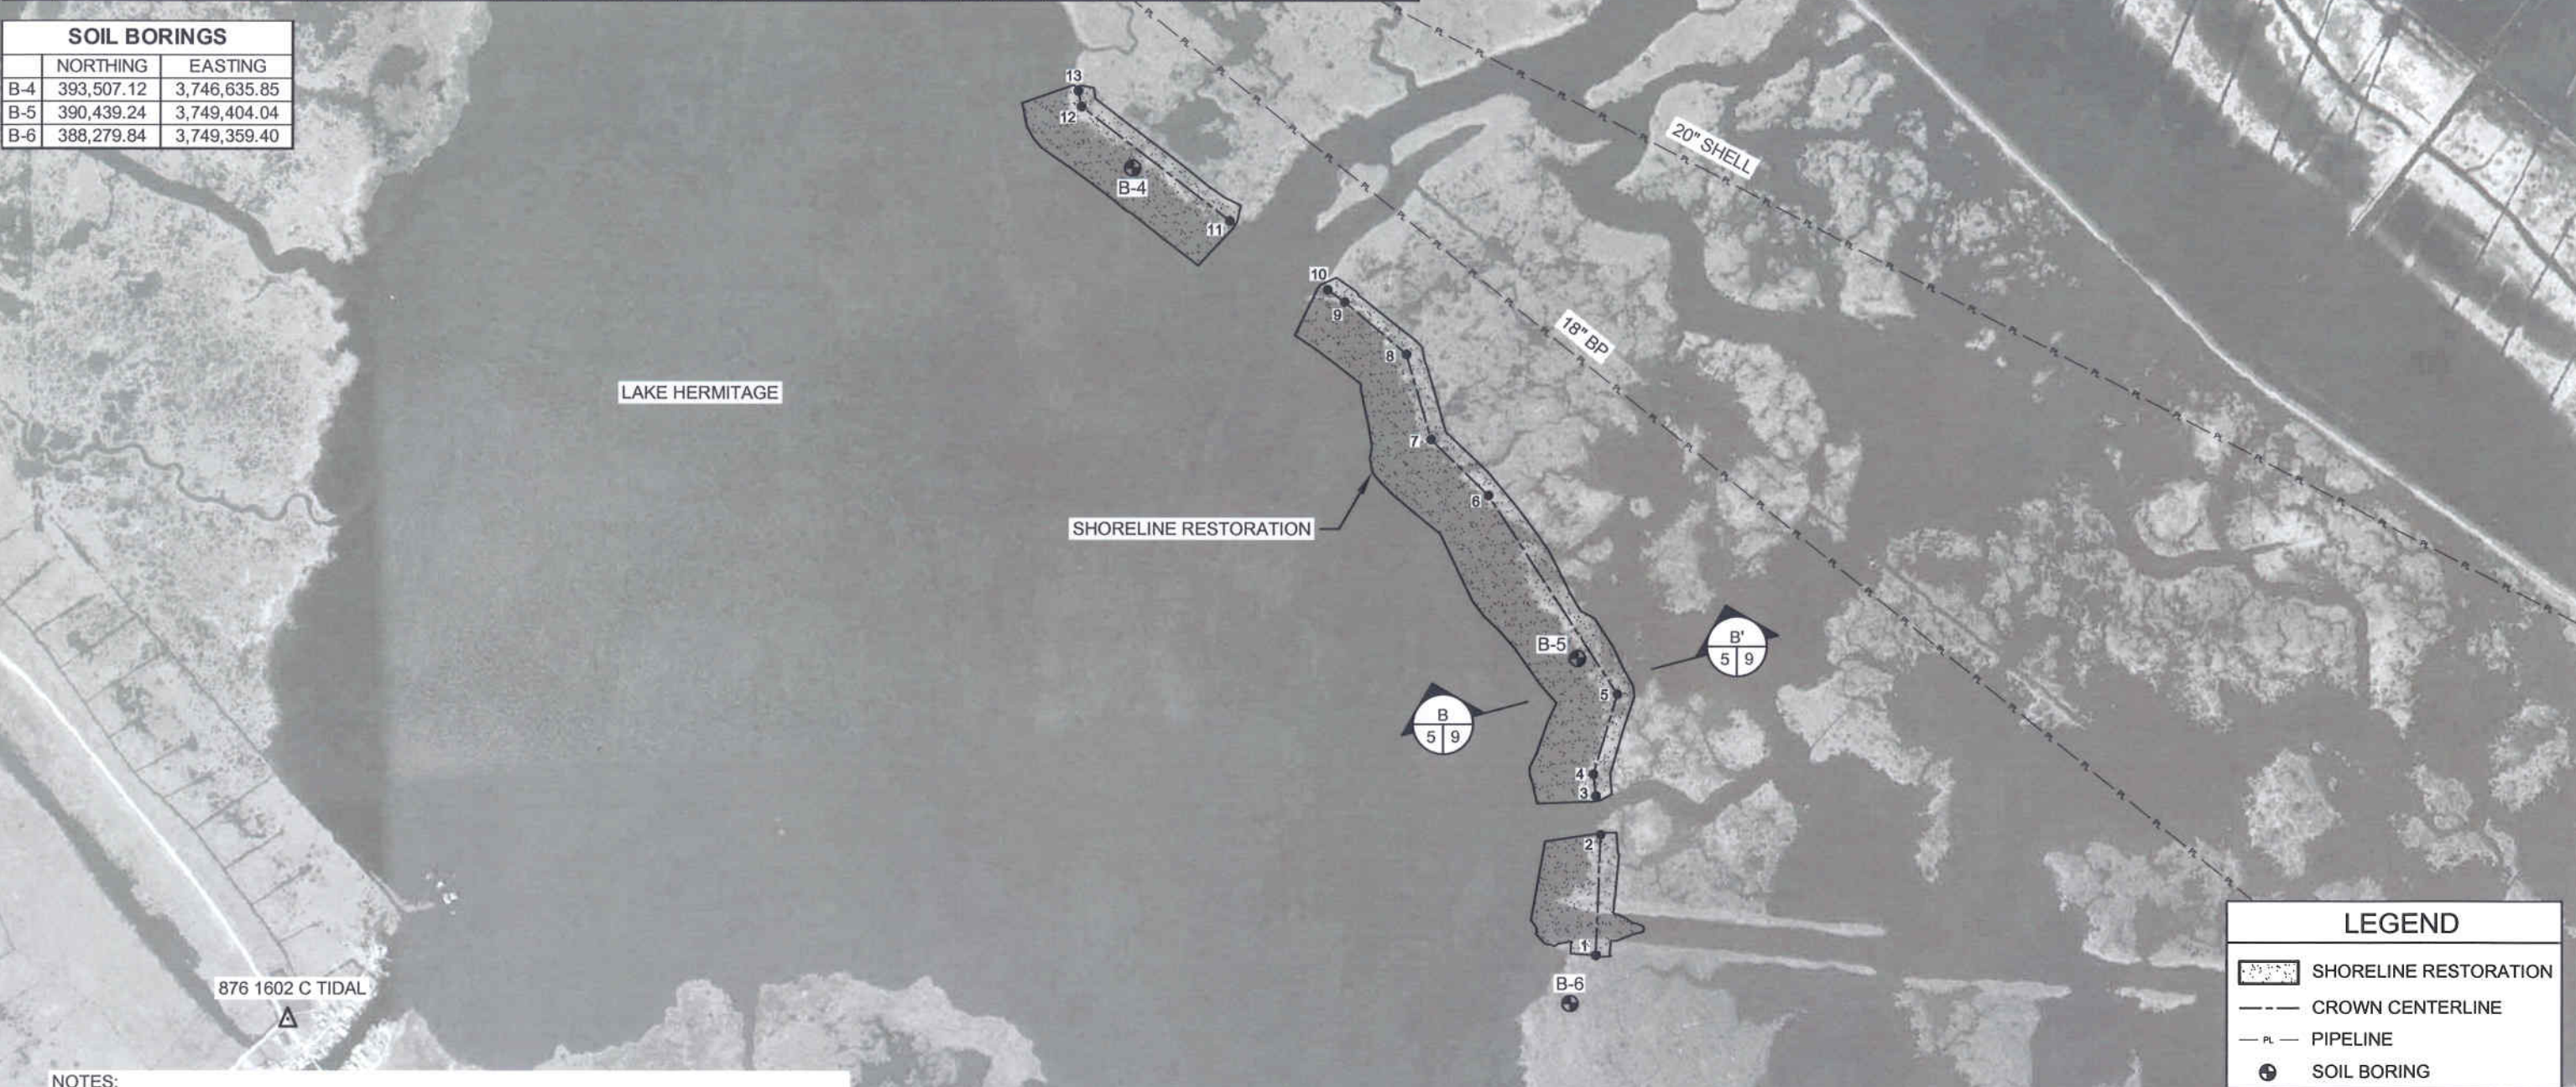 SOIL BORINGS
NORTHING EASTING
B-4 393,507.12 3,746,635.85
B-5 390,439.24 3,749,404.04
B-6 388,279.84 3,749,359.40
13
12
B-4
11
10
9
8
7
6
20" SHELL
18" BP
LAKE HERMITAGE
SHORELINE RESTORATION
B-5
B'
5 9
5
B
5 9
4
3
2
1
B-6
876 1602 C TIDAL
NOTES:
LEGEND
SHORELINE RESTORATION
CROWN CENTERLINE
PL PIPELINE
SOIL BORING